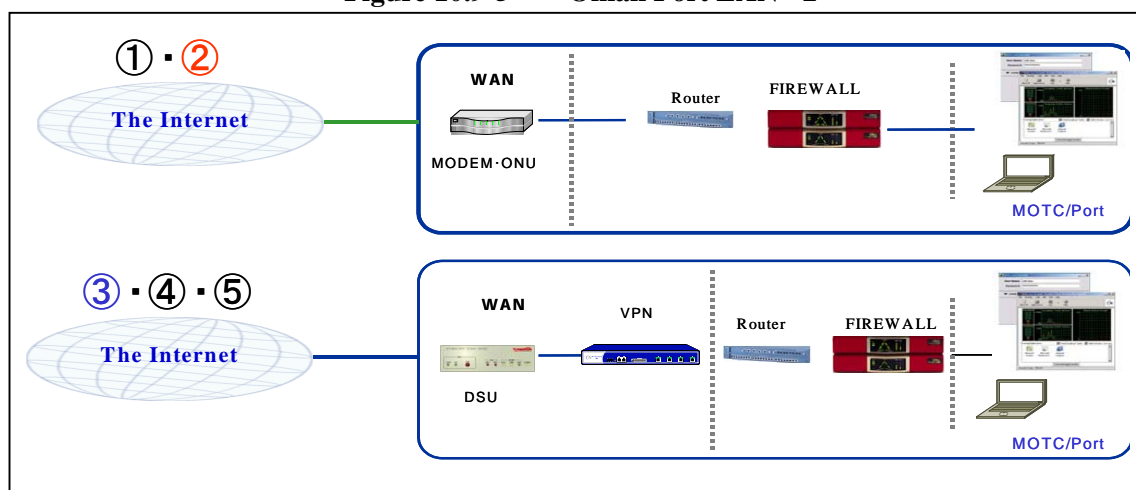 ①・②
The Internet
WAN
MODEM・ONU
Router
FIREWALL
MOTC/Port
③・④・⑤
The Internet
WAN
DSU
VPN
Router
FIREWALL
MOTC/Port